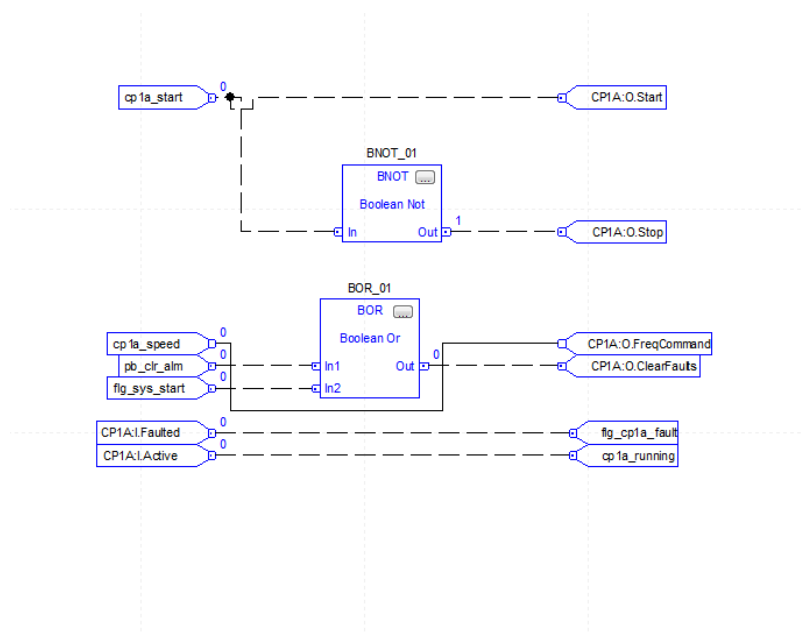 0
cp1a_start
CP1A:O.Start
BNOT_01
BNOT ...
Boolean Not
1
In Out
CP1A:O.Stop
BOR_01
BOR ...
0
Boolean Or
cp1a_speed
CP1A:O.FreqCommand
0
0
pb_clr_alm
In1 Out
CP1A:O.ClearFaults
0
flg_sys_start
In2
0
CP1A:I.Faulted
flg_cp1a_fault
0
CP1A:I.Active
cp1a_running